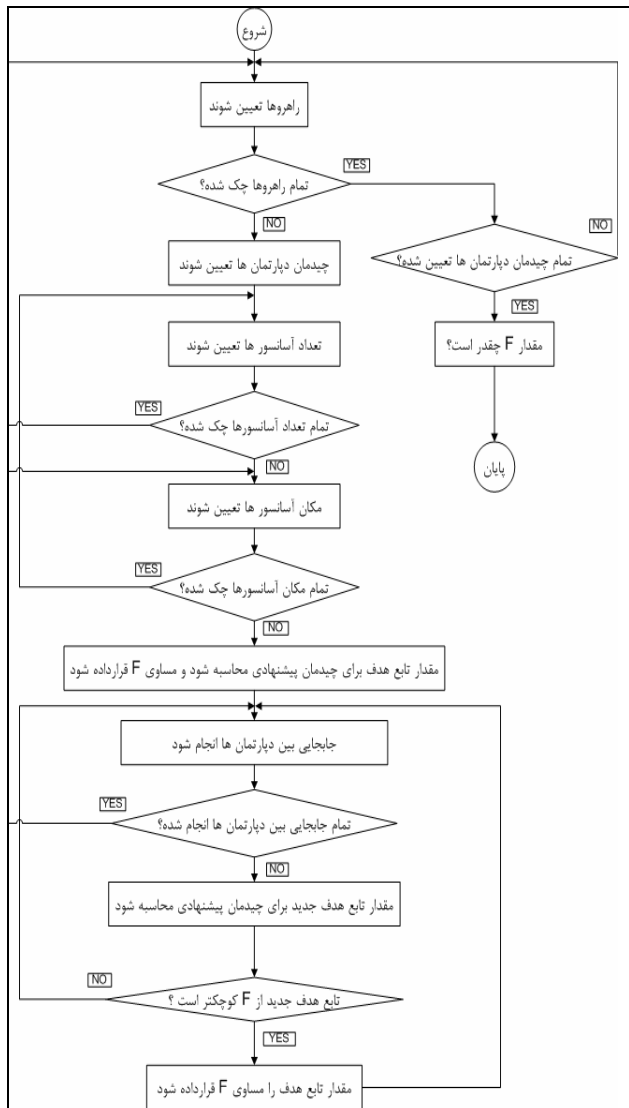 شروع
راهروها تعیین شوند
YES
تمام راهروها چک شده؟
NO
NO
تمام چیدمان دپارتمان ها تعیین شده؟
چیدمان دپارتمان ها تعیین شوند
YES
تعداد آسانسور ها تعیین شوند
مقدار F چقدر است؟
YES
تمام تعداد آسانسورها چک شده؟
NO
پایان
مکان آسانسور ها تعیین شوند
YES
تمام مکان آسانسورها چک شده؟
NO
مقدار تابع هدف برای چیدمان پیشنهادی محاسبه شود و مساوی F قرارداده شود
جابجایی بین دپارتمان ها انجام شود
YES
تمام جابجایی بین دپارتمان ها انجام شده؟
NO
مقدار تابع هدف جدید برای چیدمان پیشنهادی محاسبه شود
NO
تابع هدف جدید از F کوچکتر است ؟
YES
مقدار تابع هدف را مساوی F قرارداده شود